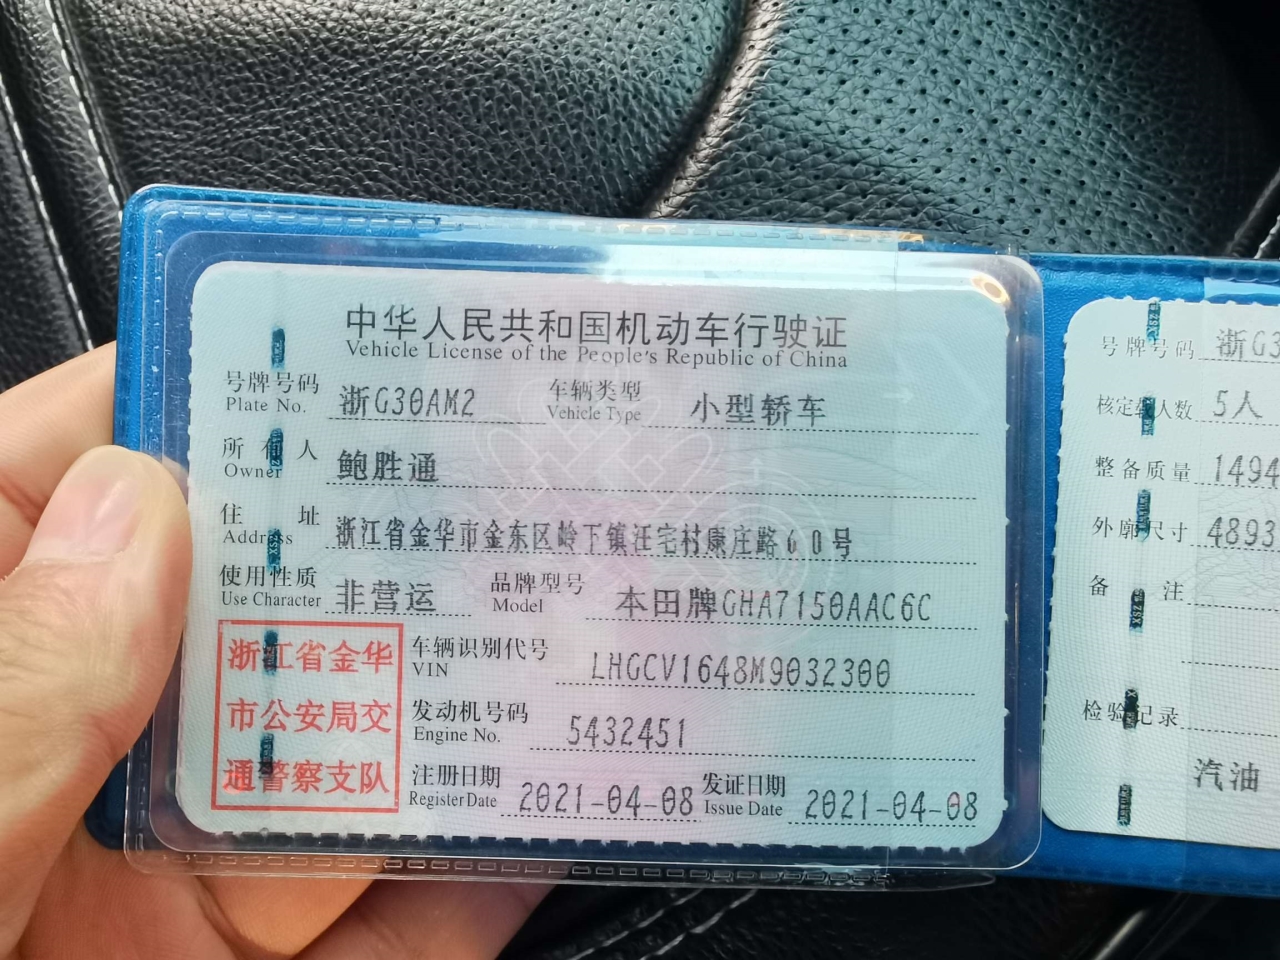 中华人民共和国机动车行驶证
Vehicle License of the People's Republic of China
号牌号码 浙G30AM2 车辆类型 小型轿车
Plate No. Vehicle Type
所有人 鲍胜通
Owner
住址 浙江省金华市金东区岭下镇汪宅村康庄路60号
Address
使用性质 非营运 品牌型号 本田牌GHA7150AAC6C
Use Character Model
浙江省金华
市公安局交
通警察支队
车辆识别代号 LHGCV1648M9032300
VIN
发动机号码 5432451
Engine No.
注册日期 2021-04-08 发证日期 2021-04-08
Register Date Issue Date
号牌号码 浙G3
核定载人数 5人
整备质量 1494
外廓尺寸 4893
备注
检验记录
汽油